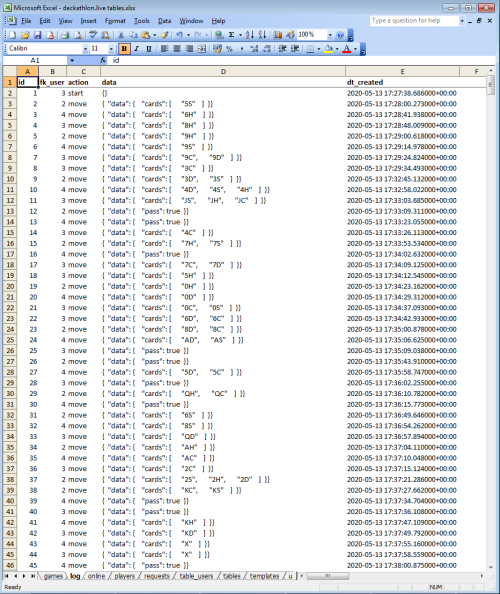 Microsoft Excel - deckathlon.live tables.xlsx
File Edit View Insert Format Tools Data Window Help
Type a question for help
100%
Calibri 11 B I U
A1 fx id
A B C D E F
1 id fk_user action data dt_created
2 1 3 start {} 2020-05-13 17:27:38.686000+00:00
3 2 2 move { "data": { "cards": [ "5S" ] }} 2020-05-13 17:28:00.273000+00:00
4 3 4 move { "data": { "cards": [ "6H" ] }} 2020-05-13 17:28:41.938000+00:00
5 4 3 move { "data": { "cards": [ "8H" ] }} 2020-05-13 17:28:48.009000+00:00
6 5 2 move { "data": { "cards": [ "9H" ] }} 2020-05-13 17:29:00.618000+00:00
7 6 4 move { "data": { "cards": [ "9S" ] }} 2020-05-13 17:29:14.978000+00:00
8 7 3 move { "data": { "cards": [ "9C", "9D" ] }} 2020-05-13 17:29:24.824000+00:00
9 8 3 move { "data": { "cards": [ "3C" ] }} 2020-05-13 17:29:34.493000+00:00
10 9 2 move { "data": { "cards": [ "3D", "3S" ] }} 2020-05-13 17:32:45.132000+00:00
11 10 4 move { "data": { "cards": [ "4D", "4S", "4H" ] }} 2020-05-13 17:32:58.022000+00:00
12 11 3 move { "data": { "cards": [ "JS", "JH", "JC" ] }} 2020-05-13 17:33:03.685000+00:00
13 12 2 move { "data": { "pass": true }} 2020-05-13 17:33:09.311000+00:00
14 13 4 move { "data": { "pass": true }} 2020-05-13 17:33:23.055000+00:00
15 14 3 move { "data": { "cards": [ "4C" ] }} 2020-05-13 17:33:26.113000+00:00
16 15 2 move { "data": { "cards": [ "7H", "7S" ] }} 2020-05-13 17:33:53.534000+00:00
17 16 4 move { "data": { "pass": true }} 2020-05-13 17:34:02.632000+00:00
18 17 3 move { "data": { "cards": [ "7C", "7D" ] }} 2020-05-13 17:34:09.125000+00:00
19 18 3 move { "data": { "cards": [ "5H" ] }} 2020-05-13 17:34:12.545000+00:00
20 19 2 move { "data": { "cards": [ "0H" ] }} 2020-05-13 17:34:23.162000+00:00
21 20 4 move { "data": { "cards": [ "0D" ] }} 2020-05-13 17:34:29.312000+00:00
22 21 3 move { "data": { "cards": [ "0C", "0S" ] }} 2020-05-13 17:34:37.093000+00:00
23 22 3 move { "data": { "cards": [ "6D", "6C" ] }} 2020-05-13 17:34:42.933000+00:00
24 23 2 move { "data": { "cards": [ "8D", "8C" ] }} 2020-05-13 17:35:00.878000+00:00
25 24 4 move { "data": { "cards": [ "AD", "AS" ] }} 2020-05-13 17:35:06.625000+00:00
26 25 3 move { "data": { "pass": true }} 2020-05-13 17:35:09.038000+00:00
27 26 2 move { "data": { "pass": true }} 2020-05-13 17:35:43.910000+00:00
28 27 4 move { "data": { "cards": [ "5D", "5C" ] }} 2020-05-13 17:35:58.747000+00:00
29 28 3 move { "data": { "pass": true }} 2020-05-13 17:36:02.255000+00:00
30 29 2 move { "data": { "cards": [ "QH", "QC" ] }} 2020-05-13 17:36:10.782000+00:00
31 30 4 move { "data": { "pass": true }} 2020-05-13 17:36:15.773000+00:00
32 31 2 move { "data": { "cards": [ "6S" ] }} 2020-05-13 17:36:49.646000+00:00
33 32 4 move { "data": { "cards": [ "8S" ] }} 2020-05-13 17:36:54.262000+00:00
34 33 3 move { "data": { "cards": [ "QD" ] }} 2020-05-13 17:36:57.894000+00:00
35 34 2 move { "data": { "cards": [ "AH" ] }} 2020-05-13 17:37:04.110000+00:00
36 35 4 move { "data": { "cards": [ "AC" ] }} 2020-05-13 17:37:10.048000+00:00
37 36 3 move { "data": { "cards": [ "2C" ] }} 2020-05-13 17:37:15.124000+00:00
38 37 2 move { "data": { "cards": [ "2S", "2H", "2D" ] }} 2020-05-13 17:37:21.286000+00:00
39 38 2 move { "data": { "cards": [ "KC", "KS" ] }} 2020-05-13 17:37:27.662000+00:00
40 39 4 move { "data": { "pass": true }} 2020-05-13 17:37:34.704000+00:00
41 40 3 move { "data": { "pass": true }} 2020-05-13 17:37:36.108000+00:00
42 41 2 move { "data": { "cards": [ "KH" ] }} 2020-05-13 17:37:47.109000+00:00
43 42 4 move { "data": { "cards": [ "KD" ] }} 2020-05-13 17:37:49.792000+00:00
44 43 3 move { "data": { "cards": [ "X" ] }} 2020-05-13 17:37:55.160000+00:00
45 44 3 move { "data": { "cards": [ "X" ] }} 2020-05-13 17:37:58.559000+00:00
46 45 4 move { "data": { "pass": true }} 2020-05-13 17:38:00.875000+00:00
games log online players requests table_users tables templates u
Ready NUM